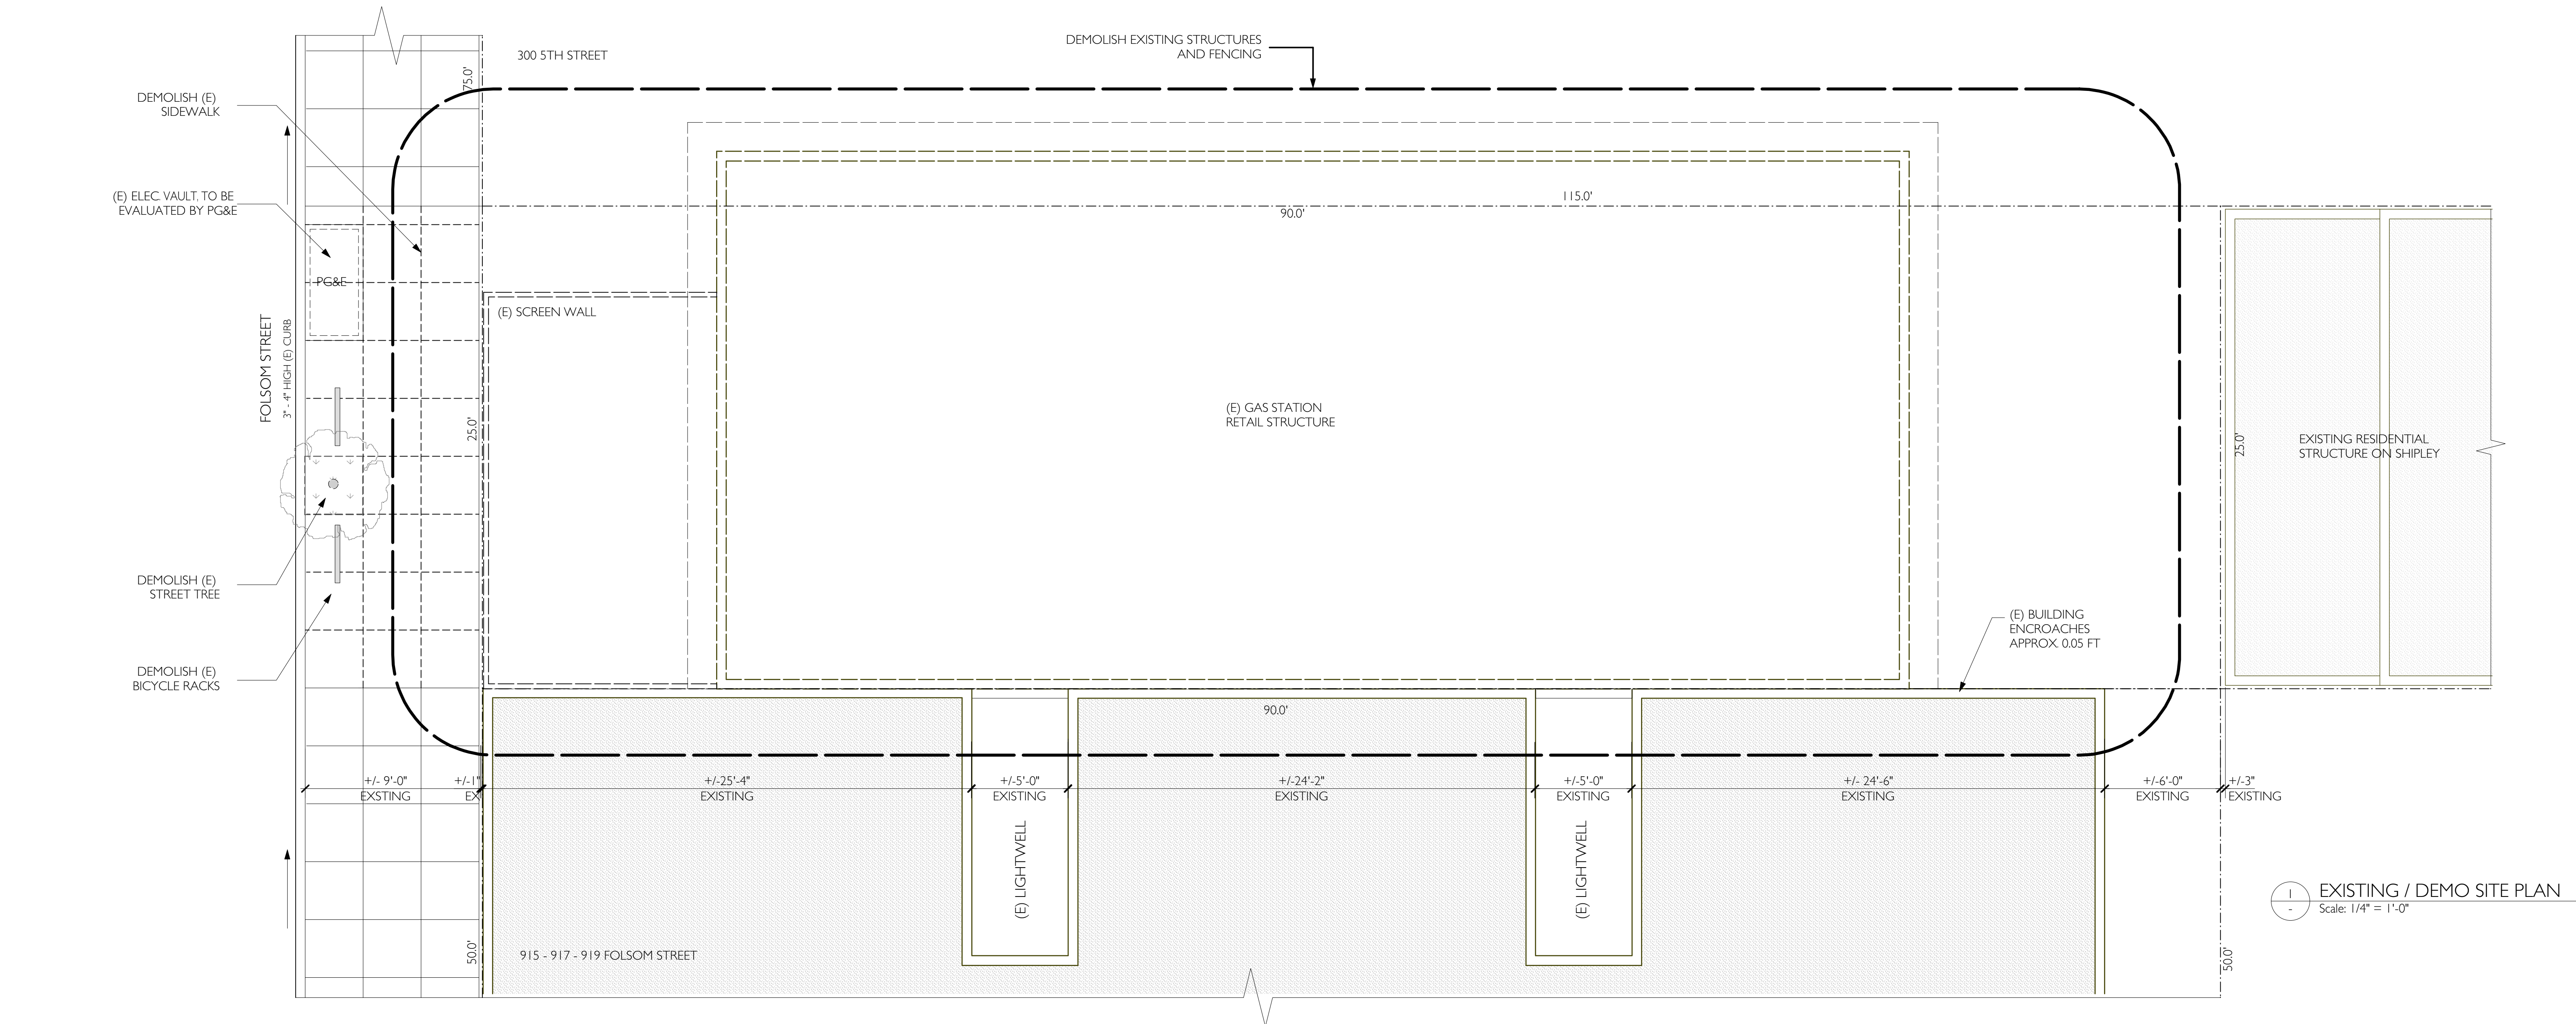 300 5TH STREET
DEMOLISH EXISTING STRUCTURES
AND FENCING
75.0'
DEMOLISH (E)
SIDEWALK
(E) ELEC. VAULT, TO BE
EVALUATED BY PG&E
115.0'
90.0'
PG&E
(E) SCREEN WALL
FOLSOM STREET
3" - 4" HIGH (E) CURB
25.0'
(E) GAS STATION
RETAIL STRUCTURE
25.0'
EXISTING RESIDENTIAL
STRUCTURE ON SHIPLEY
DEMOLISH (E)
STREET TREE
(E) BUILDING
ENCROACHES
APPROX. 0.05 FT
DEMOLISH (E)
BICYCLE RACKS
90.0'
+/- 9'-0"
EXSTING
+/-1"
EX
+/-25'-4"
EXISTING
+/-5'-0"
EXISTING
+/-24'-2"
EXISTING
+/-5'-0"
EXISTING
+/- 24'-6"
EXISTING
+/-6'-0"
EXISTING
+/-3"
EXISTING
(E) LIGHTWELL
(E) LIGHTWELL
1
-
EXISTING / DEMO SITE PLAN
Scale: 1/4" = 1'-0"
50.0'
915 - 917 - 919 FOLSOM STREET
50.0'